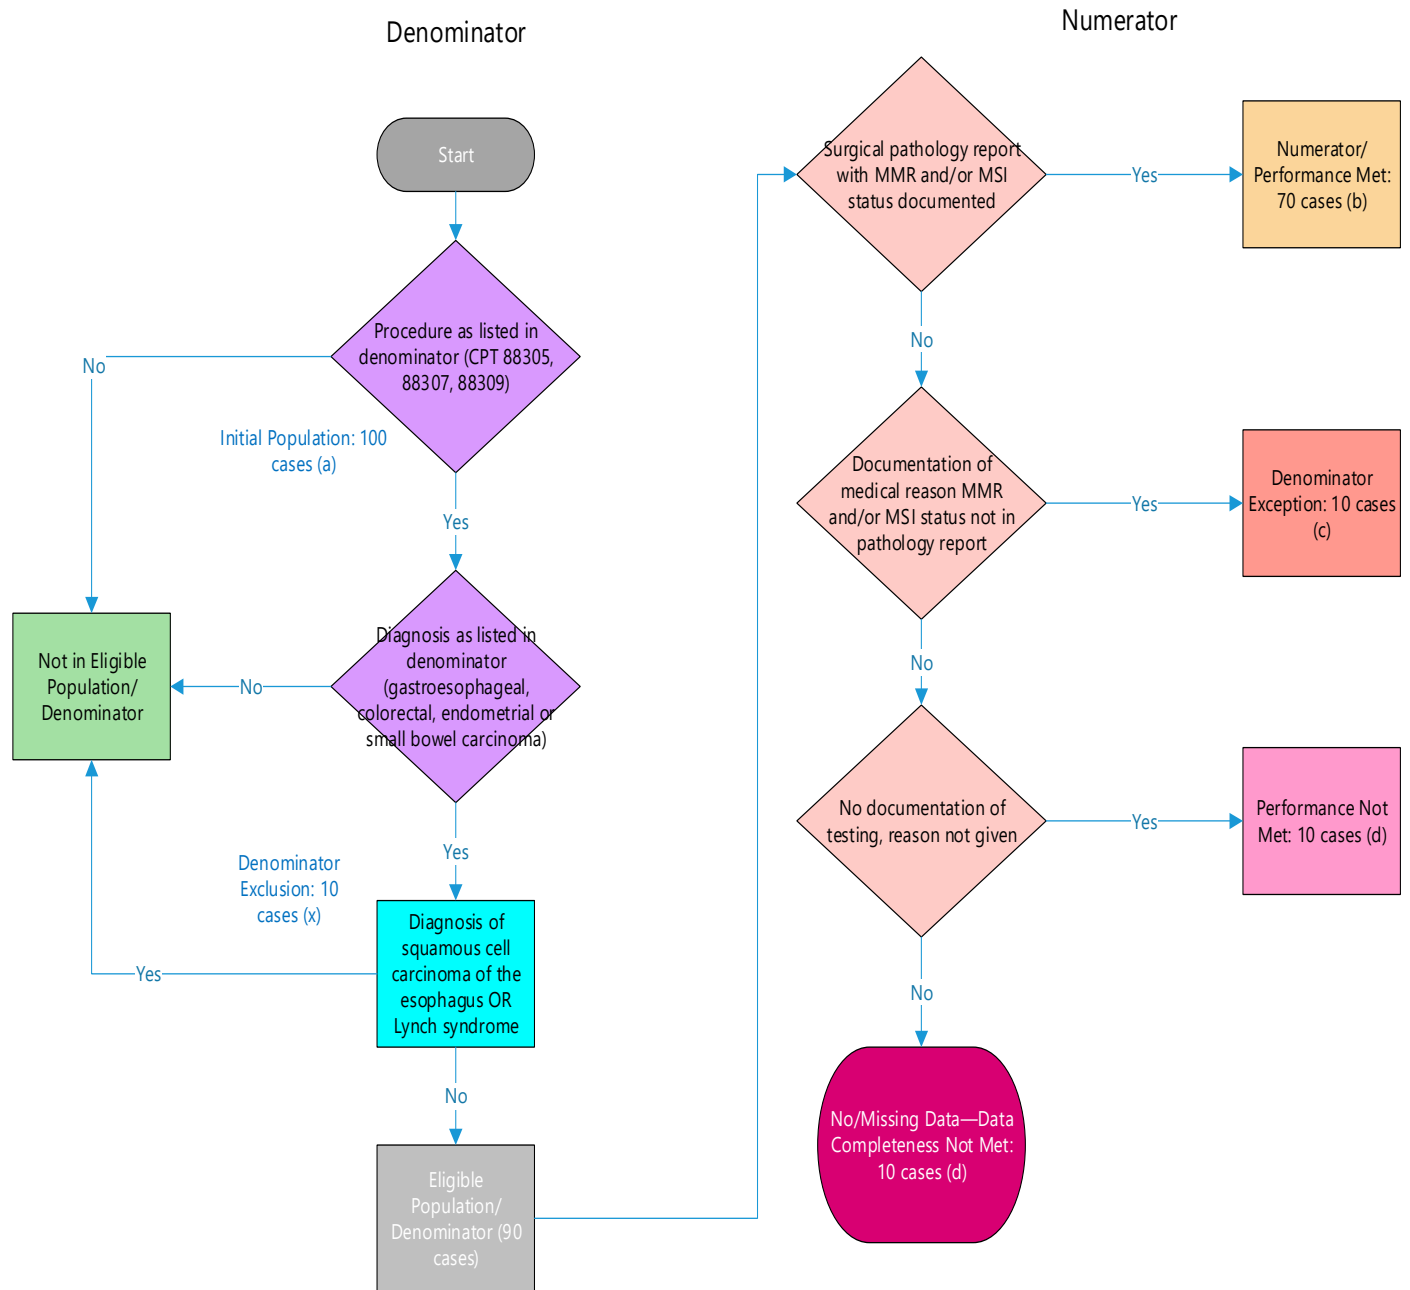 Denominator
Start
Procedure as listed in
denominator (CPT 88305,
88307, 88309)
No
Initial Population: 100
cases (a)
Yes
Diagnosis as listed in
denominator
(gastroesophageal,
colorectal, endometrial or
small bowel carcinoma)
No
Not in Eligible
Population/
Denominator
Yes
Denominator
Exclusion: 10
cases (x)
Diagnosis of
squamous cell
carcinoma of the
esophagus OR
Lynch syndrome
Yes
No
Eligible
Population/
Denominator (90
cases)
Numerator
Surgical pathology report
with MMR and/or MSI
status documented
Yes
Numerator/
Performance Met:
70 cases (b)
No
Documentation of
medical reason MMR
and/or MSI status not in
pathology report
Yes
Denominator
Exception: 10 cases
(c)
No
No documentation of
testing, reason not given
Yes
Performance Not
Met: 10 cases (d)
No
No/Missing Data—Data
Completeness Not Met:
10 cases (d)